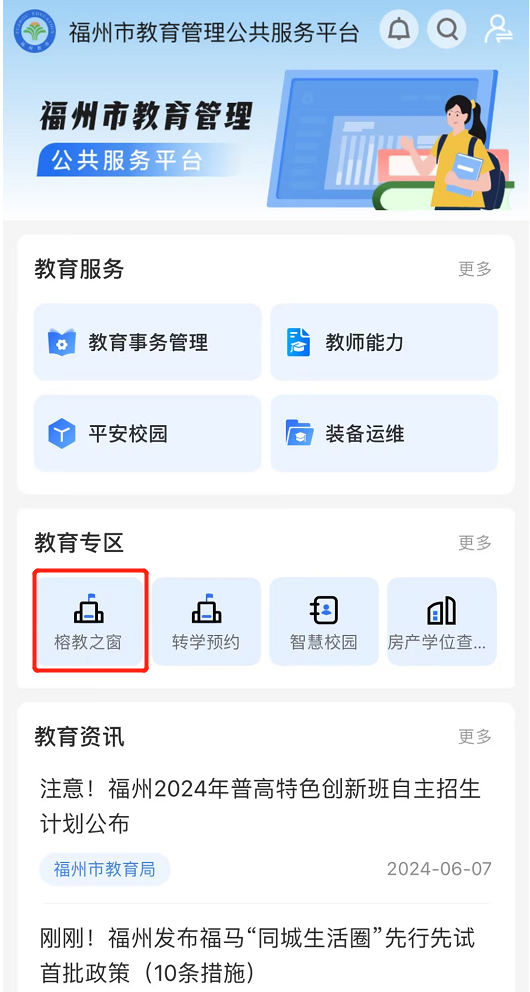 福州市教育管理公共服务平台
福州市教育管理
公共服务平台
教育服务
更多
教育事务管理
教师能力
平安校园
装备运维
教育专区
更多
榕教之窗
转学预约
智慧校园
房产学位查...
教育资讯
更多
注意！福州2024年普高特色创新班自主招生
计划公布
福州市教育局
2024-06-07
刚刚！福州发布福马“同城生活圈”先行先试
首批政策（10条措施）